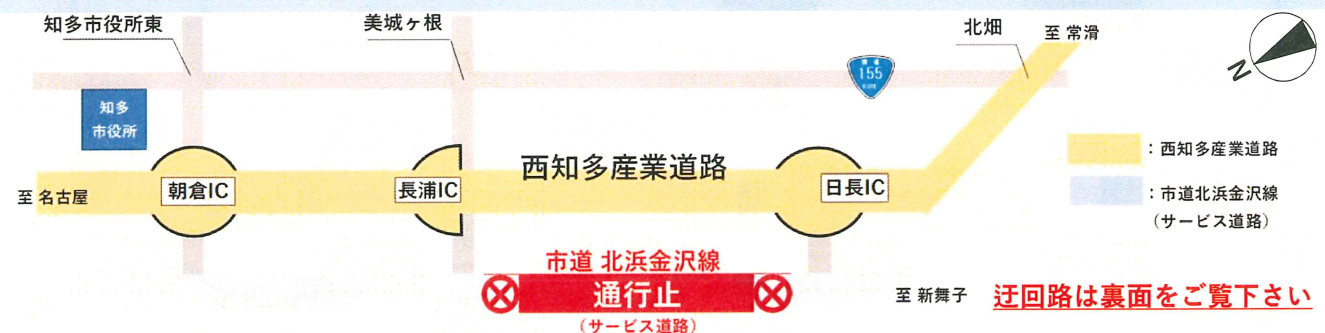 知多市役所東
美城ヶ根
北畑
至 常滑
N
155
知多
市役所
西知多産業道路
：西知多産業道路
至 名古屋
朝倉IC
長浦IC
日長IC
：市道北浜金沢線
（サービス道路）
市道 北浜金沢線
通行止
（サービス道路）
至 新舞子
迂回路は裏面をご覧下さい